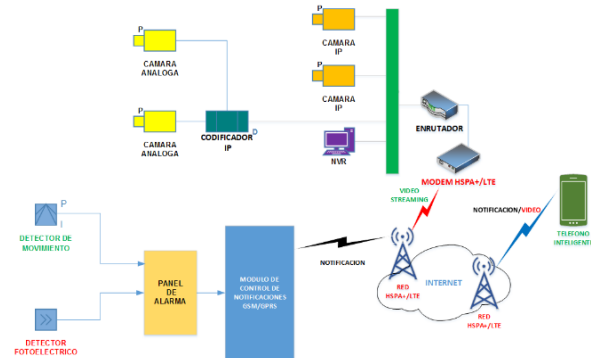 P
CAMARA
ANALOGA
P
CAMARA
IP
P
CAMARA
IP
P
CAMARA
ANALOGA
D
CODIFICADOR
IP
NVR
ENRUTADOR
MODEM HSPA+/LTE
VIDEO
STREAMING
NOTIFICACION/VIDEO
TELEFONO
INTELIGENTE
P
I
DETECTOR DE
MOVIMIENTO
PANEL
DE
ALARMA
MODULO DE
CONTROL DE
NOTIFICACIONES
GSM/GPRS
NOTIFICACION
INTERNET
RED
HSPA+/LTE
RED
HSPA+/LTE
DETECTOR
FOTOELECTRICO